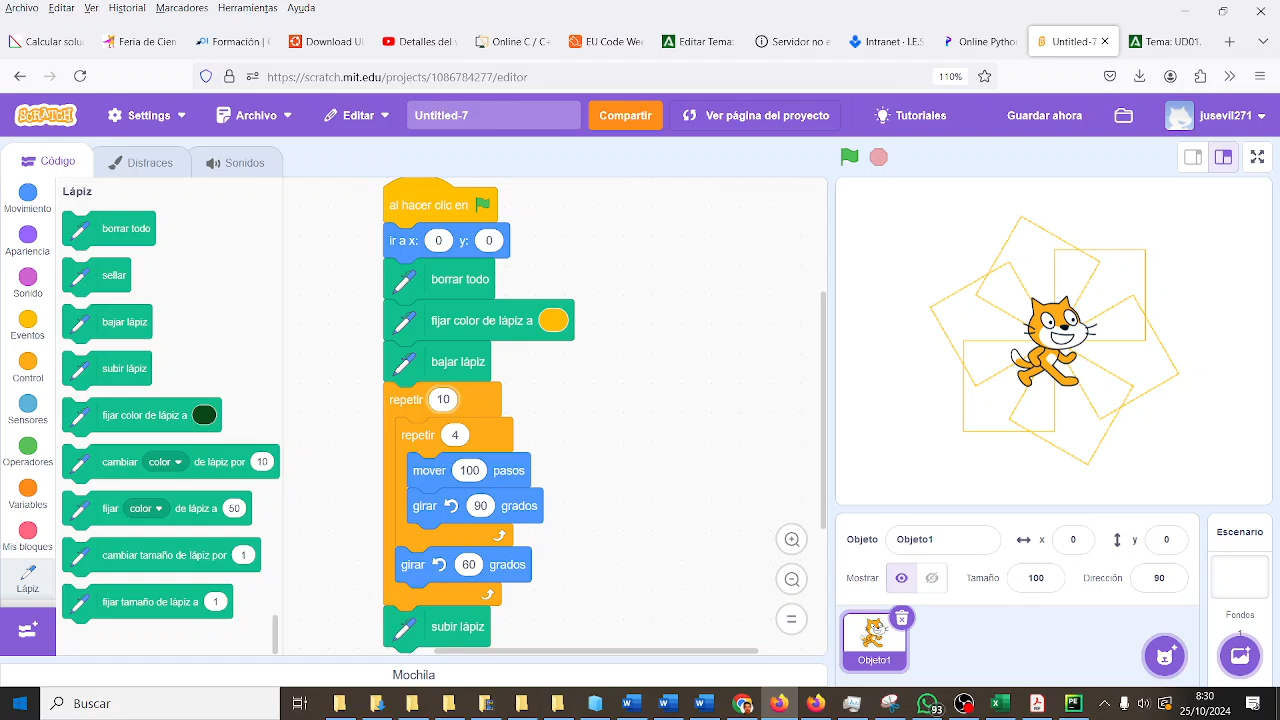 Archivo Editar Ver Historial Marcadores Herramientas Ayuda
Calcular solu
Feria de Cien
Formación | C
Download U
Detalles del v
Online C / C+
EU Code Wee
Editar Tema:
Servidor no e
Intranet · I.E.S
Online Pytho
Untitled-7
Tema: UD01.
https://scratch.mit.edu/projects/1086784277/editor
110%
SCRATCH
Settings
Archivo
Editar
Untitled-7
Compartir
Ver página del proyecto
Tutoriales
Guardar ahora
jusevil271
Código
Disfraces
Sonidos
Movimiento
Apariencia
Sonido
Eventos
Control
Sensores
Operadores
Variables
Mis bloques
Lápiz
Lápiz
borrar todo
sellar
bajar lápiz
subir lápiz
fijar color de lápiz a
cambiar color de lápiz por 10
fijar color de lápiz a 50
cambiar tamaño de lápiz por 1
fijar tamaño de lápiz a 1
al hacer clic en
ir a x: 0 y: 0
borrar todo
fijar color de lápiz a
bajar lápiz
repetir 10
repetir 4
mover 100 pasos
girar 90 grados
girar 60 grados
subir lápiz
Objeto Objeto1 x 0 y 0
Mostrar Tamaño 100 Dirección 90
Objeto1
Escenario
Fondos
1
Mochila
Buscar
93
8:30
25/10/2024